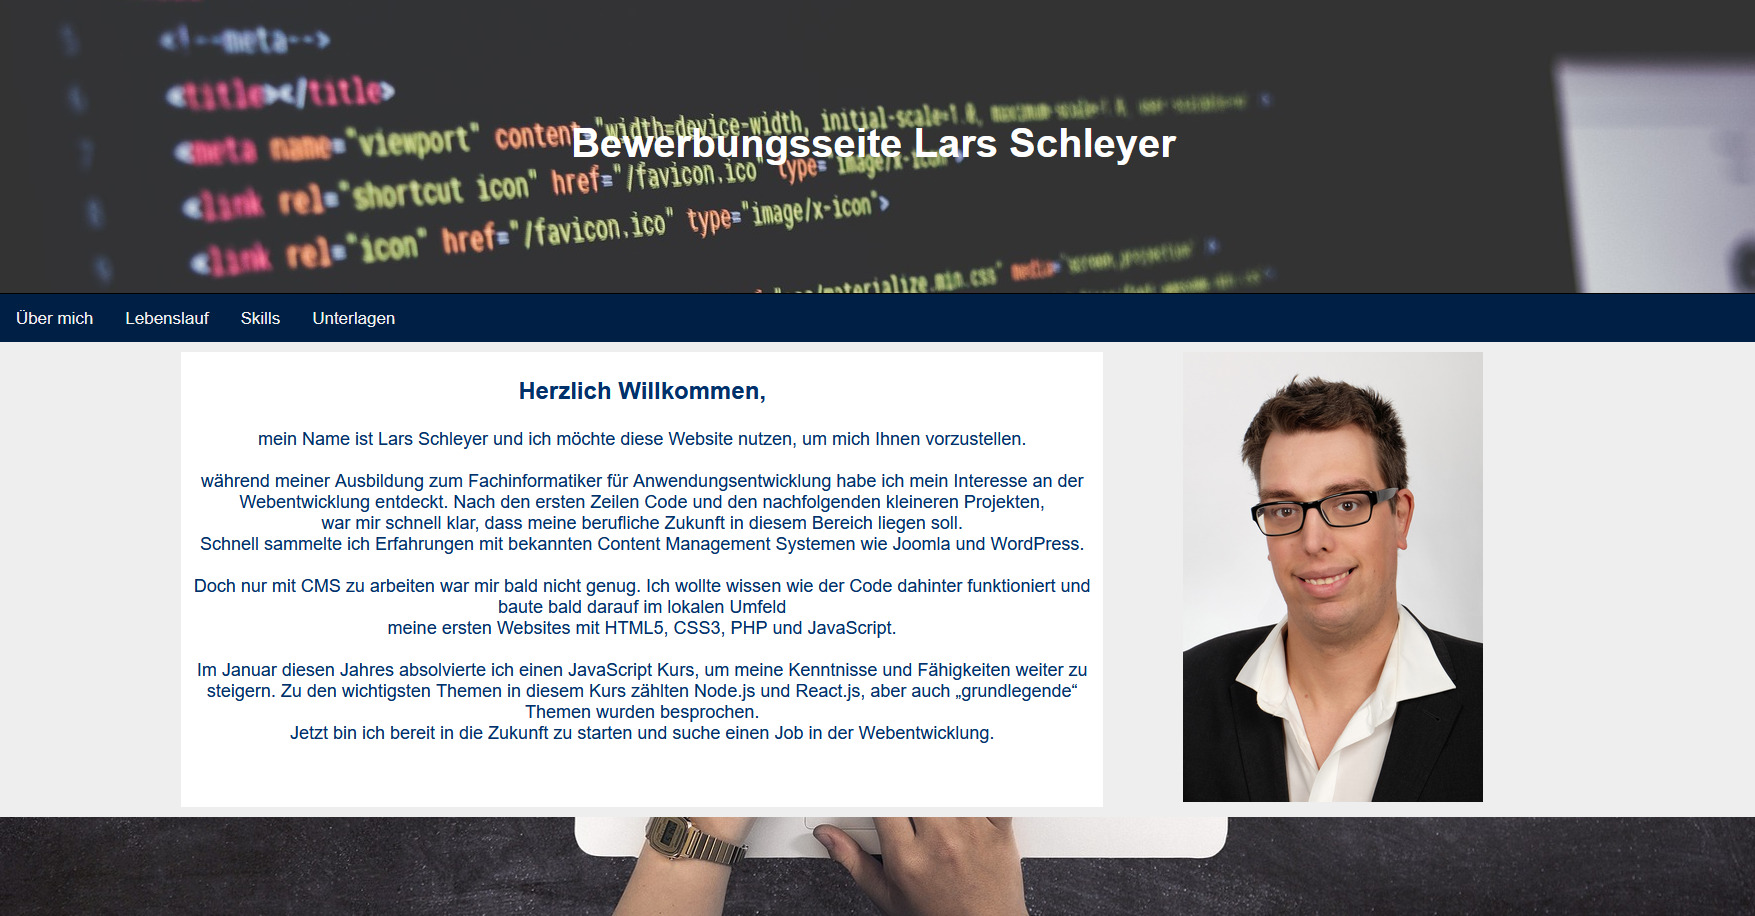 <!--meta-->
<title></title>
<meta name="viewport" content="width=device-width, initial-scale=1.0,
Bewerbungsseite Lars Schleyer
<link rel="shortcut icon" href="/favicon.ico" type="image/x-icon">
<link rel="icon" href="/favicon.ico" type="image/x-icon">
/materialize.min.css" media="screen,projection"
Über mich Lebenslauf Skills Unterlagen
Herzlich Willkommen,
mein Name ist Lars Schleyer und ich möchte diese Website nutzen, um mich Ihnen vorzustellen.
während meiner Ausbildung zum Fachinformatiker für Anwendungsentwicklung habe ich mein Interesse an der
Webentwicklung entdeckt. Nach den ersten Zeilen Code und den nachfolgenden kleineren Projekten,
war mir schnell klar, dass meine berufliche Zukunft in diesem Bereich liegen soll.
Schnell sammelte ich Erfahrungen mit bekannten Content Management Systemen wie Joomla und WordPress.
Doch nur mit CMS zu arbeiten war mir bald nicht genug. Ich wollte wissen wie der Code dahinter funktioniert und
baute bald darauf im lokalen Umfeld
meine ersten Websites mit HTML5, CSS3, PHP und JavaScript.
Im Januar diesen Jahres absolvierte ich einen JavaScript Kurs, um meine Kenntnisse und Fähigkeiten weiter zu
steigern. Zu den wichtigsten Themen in diesem Kurs zählten Node.js und React.js, aber auch „grundlegende“
Themen wurden besprochen.
Jetzt bin ich bereit in die Zukunft zu starten und suche einen Job in der Webentwicklung.